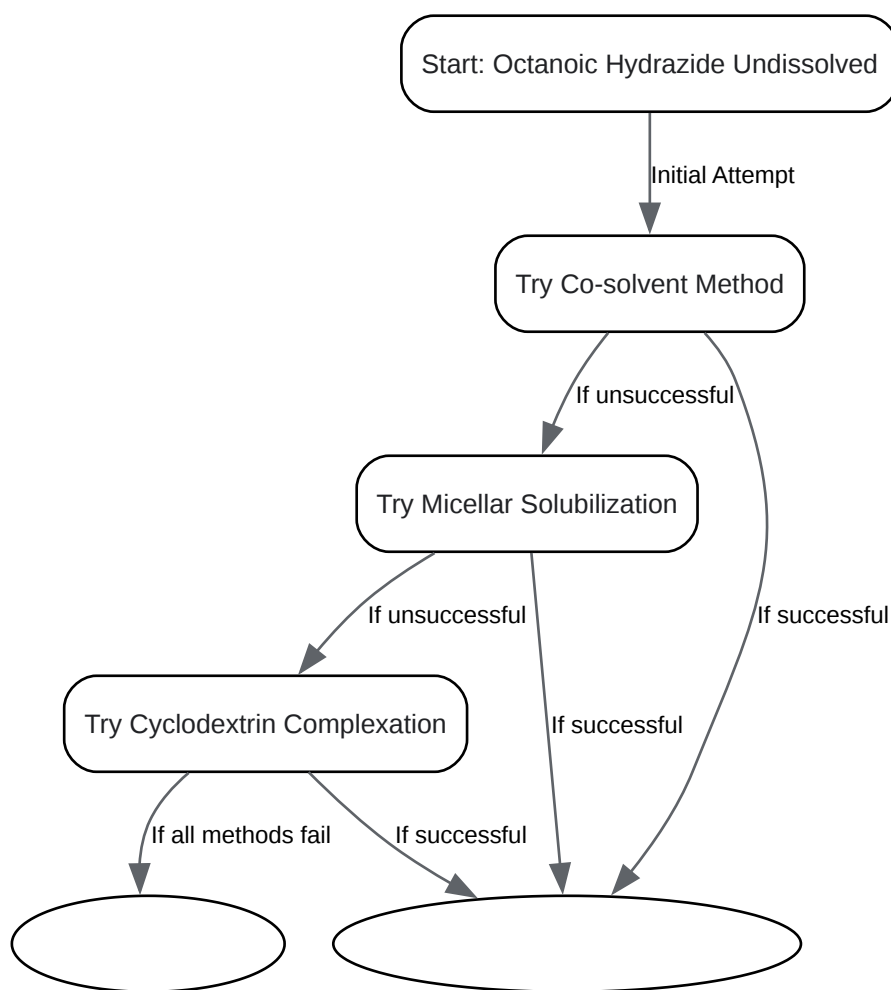 Start: Octanoic Hydrazide Undissolved
Initial Attempt
Try Co-solvent Method
If unsuccessful
Try Micellar Solubilization
If unsuccessful
If successful
Try Cyclodextrin Complexation
If successful
If all methods fail
If successful